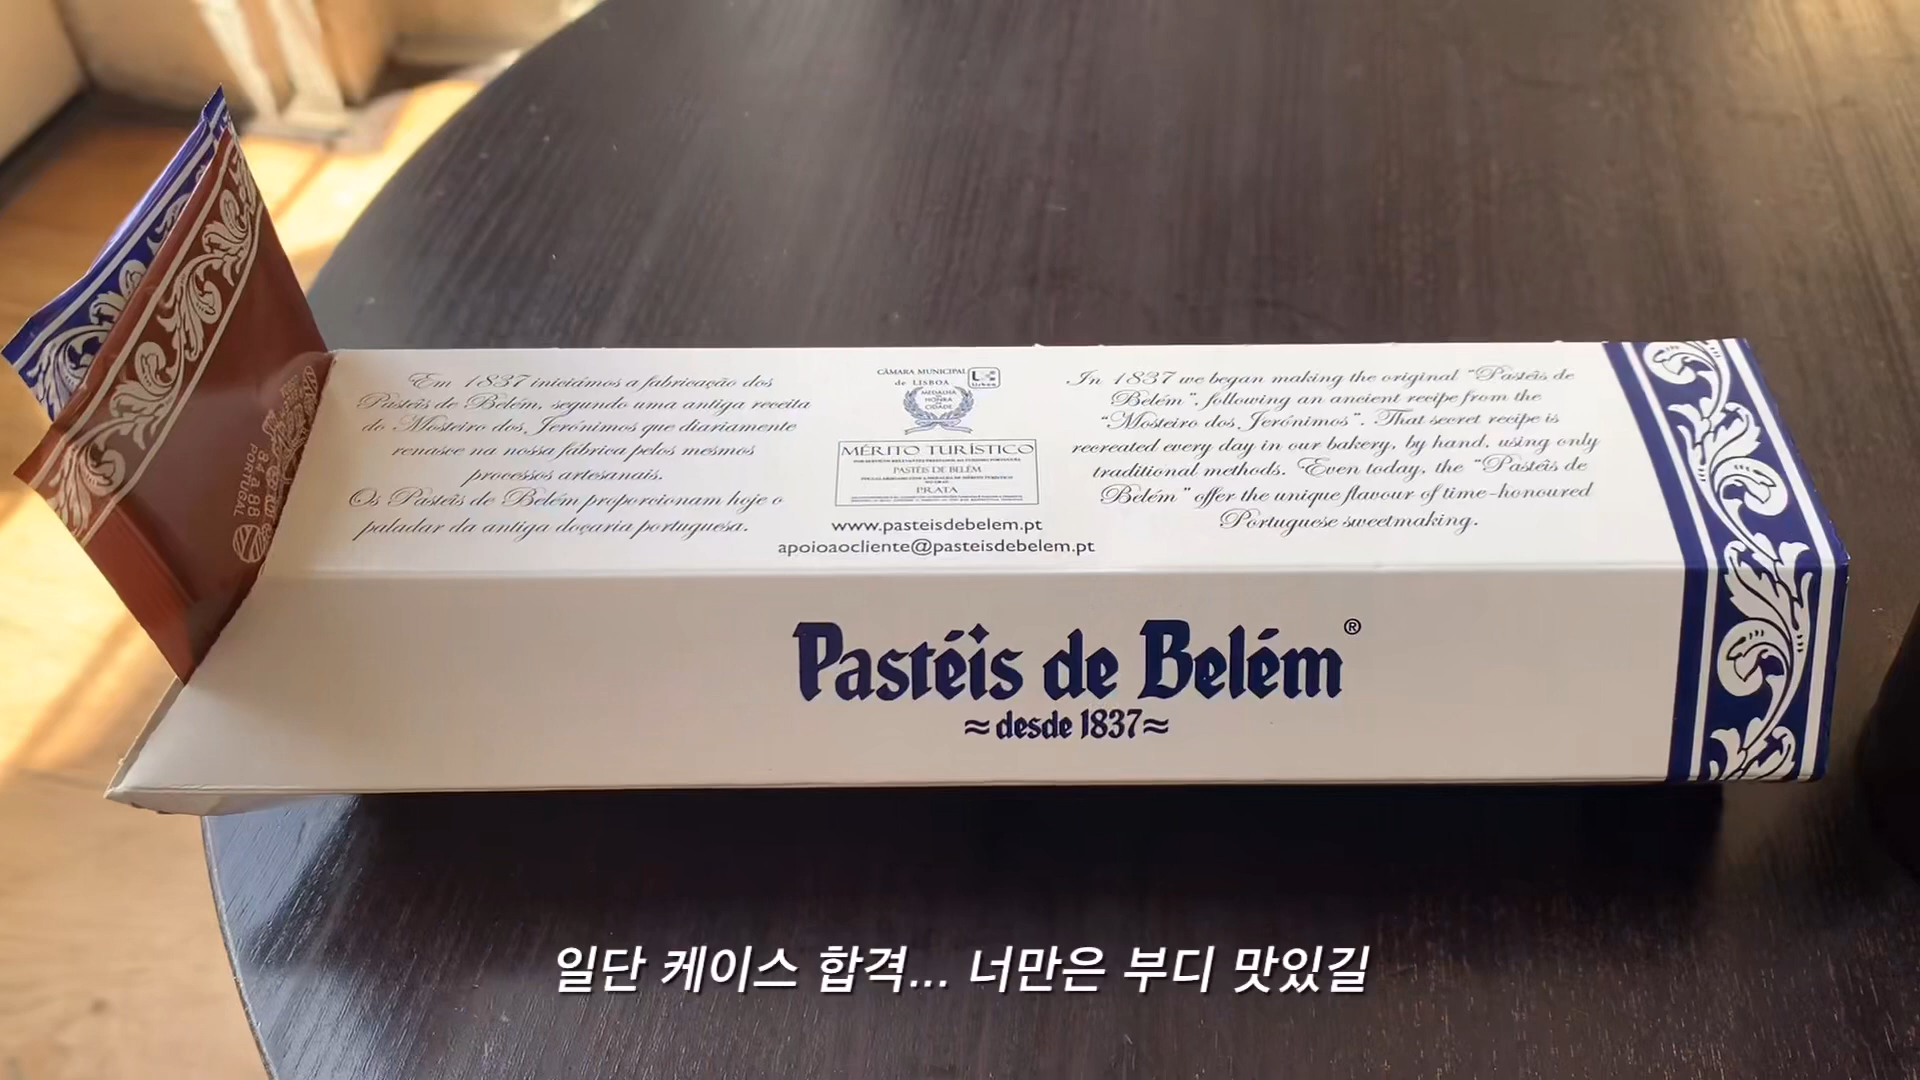 Em 1837 iniciámos a fabricação dos
Pastéis de Belém, segundo uma antiga receita
do Mosteiro dos Jerónimos que diariamente
renasce na nossa fábrica pelos mesmos
processos artesanais.
Os Pastéis de Belém proporcionam hoje o
paladar da antiga doçaria portuguesa.
CÂMARA MUNICIPAL
de LISBOA
MEDALHA
DE HONRA
DA CIDADE
MÉRITO TURÍSTICO
PASTÉIS DE BELÉM
PRATA
www.pasteisdebelem.pt
apoioaocliente@pasteisdebelem.pt
In 1837 we began making the original "Pastéis de
Belém", following an ancient recipe from the
"Mosteiro dos Jerónimos". That secret recipe is
recreated every day in our bakery, by hand, using only
traditional methods. Even today, the "Pastéis de
Belém" offer the unique flavour of time-honoured
Portuguese sweetmaking.
Pastéis de Belém®
≈desde 1837≈
84 a 88
PORTUGAL
일단 케이스 합격... 너만은 부디 맛있길